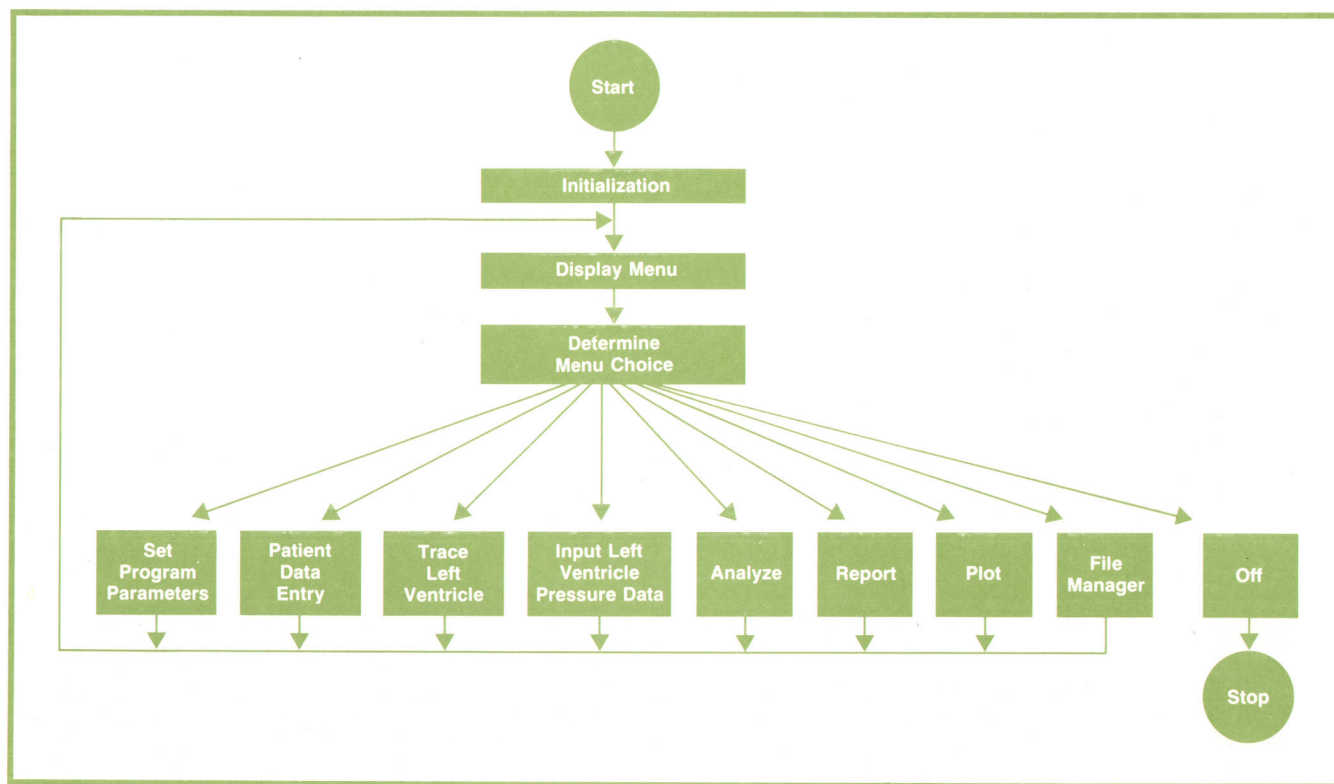 Start
Initialization
Display Menu
Determine
Menu Choice
Set
Program
Parameters
Patient
Data
Entry
Trace
Left
Ventricle
Input Left
Ventricle
Pressure Data
Analyze
Report
Plot
File
Manager
Off
Stop